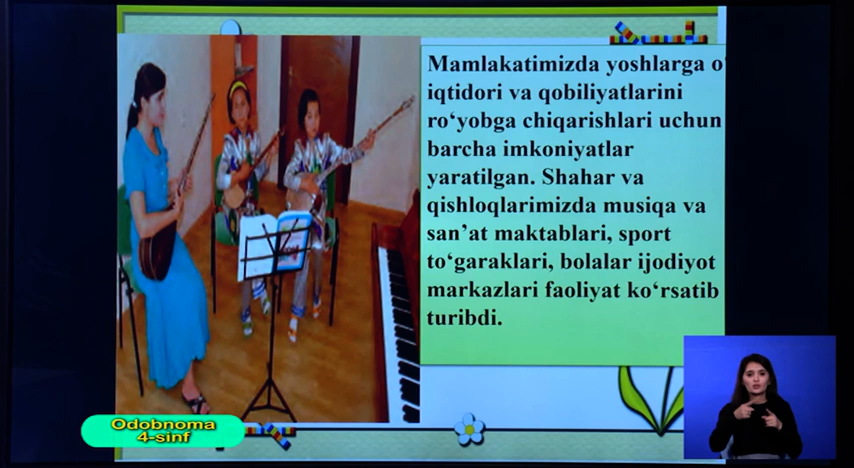 Mamlakatimizda yoshlarga o‘
iqtidori va qobiliyatlarini
ro‘yobga chiqarishlari uchun
barcha imkoniyatlar
yaratilgan. Shahar va
qishloqlarimizda musiqa va
san’at maktablari, sport
to‘garaklari, bolalar ijodiyot
markazlari faoliyat ko‘rsatib
turibdi.
Odobnoma
4-sinf